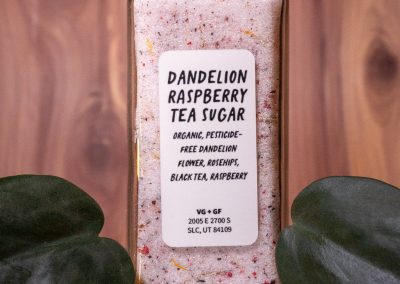 DANDELION
RASPBERRY
TEA SUGAR
ORGANIC, PESTICIDE-
FREE DANDELION
FLOWER, ROSEHIPS,
BLACK TEA, RASPBERRY
VG + GF
2005 E 2700 S
SLC, UT 84109